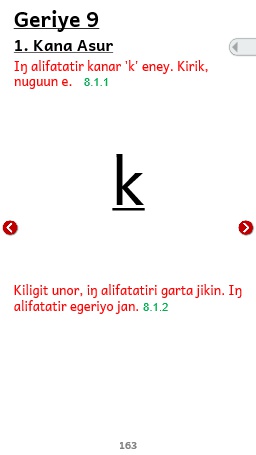 Geriye 9
1. Kana Asur
Iŋ alifatatir kanar 'k' eney. Kirik,
nuguun e. 8.1.1
k
Kiligit unor, iŋ alifatatiri garta jikin. Iŋ
alifatatir egeriyo jan. 8.1.2
163